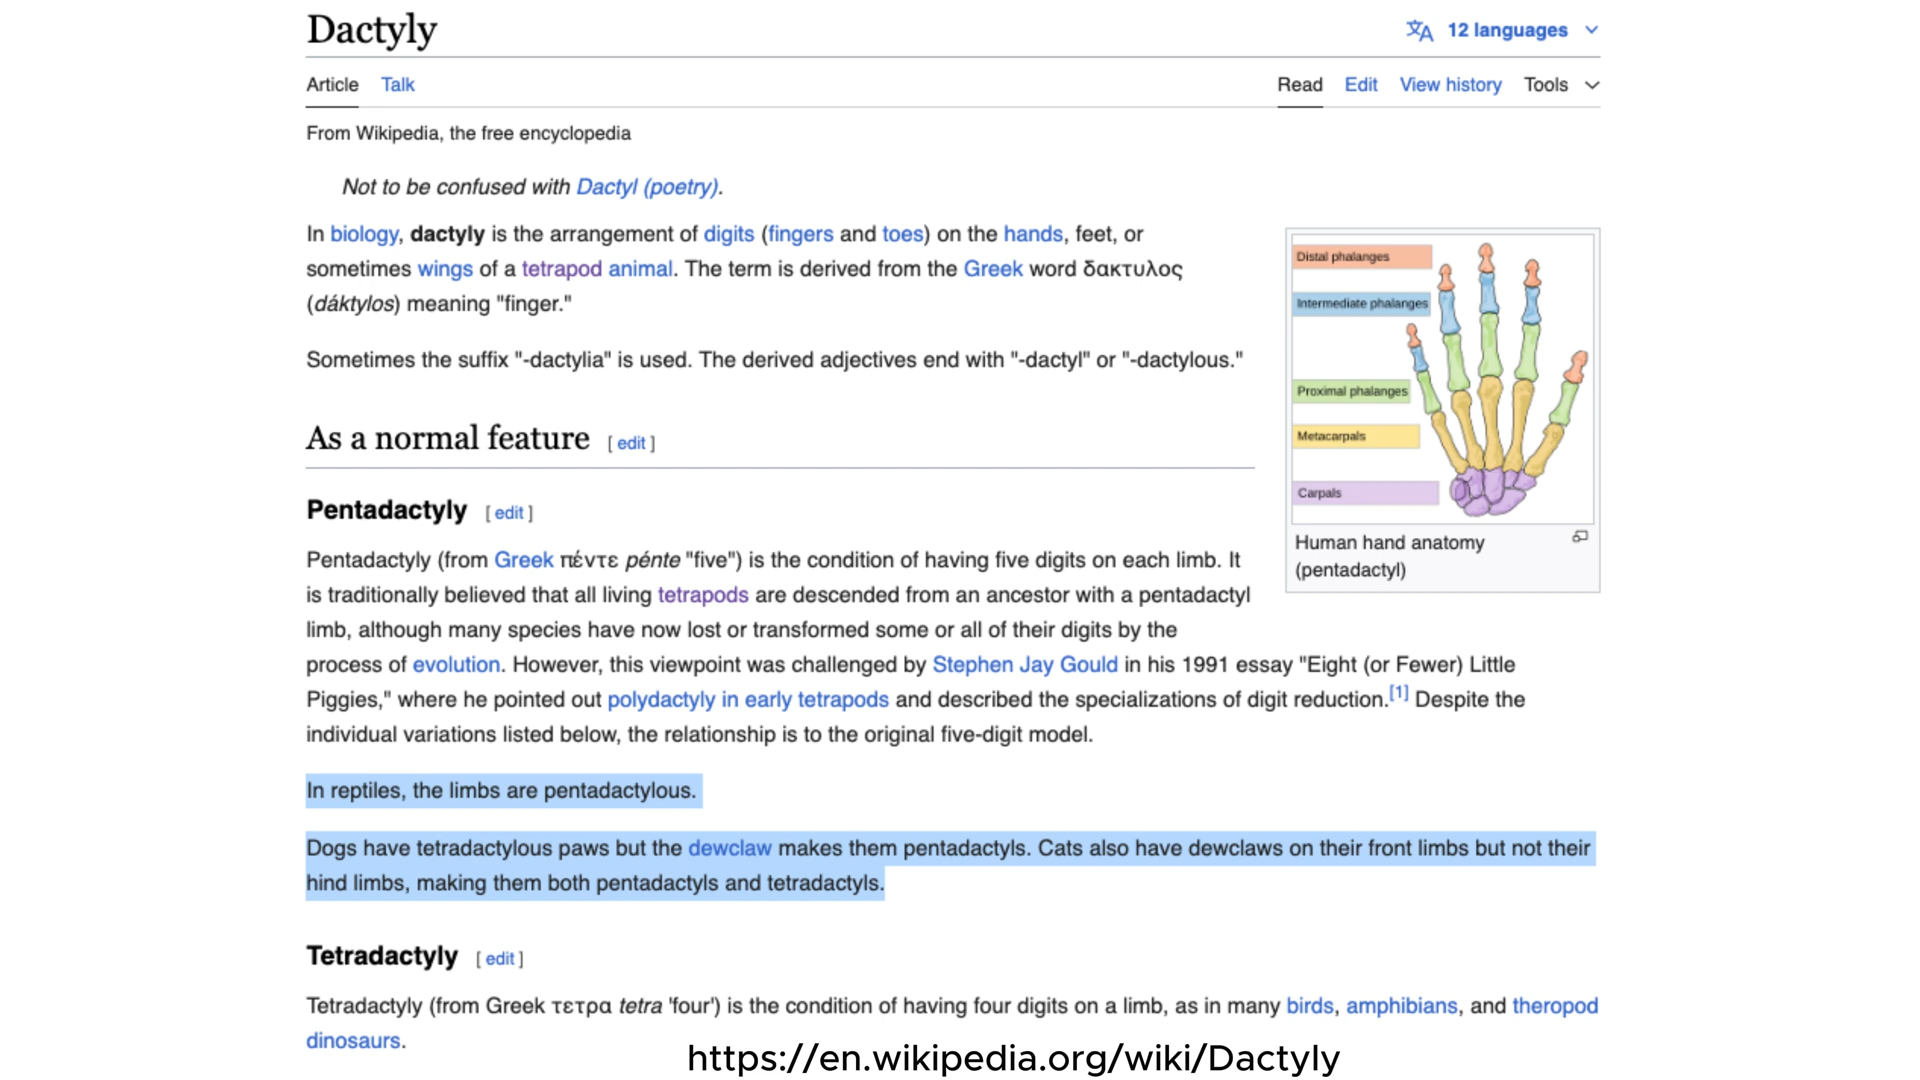 Dactyly
12 languages
Article Talk
Read Edit View history Tools
From Wikipedia, the free encyclopedia
Not to be confused with Dactyl (poetry).
In biology, dactyly is the arrangement of digits (fingers and toes) on the hands, feet, or
sometimes wings of a tetrapod animal. The term is derived from the Greek word δακτυλος
(dáktylos) meaning "finger."
Sometimes the suffix "-dactylia" is used. The derived adjectives end with "-dactyl" or "-dactylous."
Distal phalanges
Intermediate phalanges
Proximal phalanges
Metacarpals
Carpals
Human hand anatomy
(pentadactyl)
As a normal feature [ edit ]
Pentadactyly [ edit ]
Pentadactyly (from Greek πέντε pénte "five") is the condition of having five digits on each limb. It
is traditionally believed that all living tetrapods are descended from an ancestor with a pentadactyl
limb, although many species have now lost or transformed some or all of their digits by the
process of evolution. However, this viewpoint was challenged by Stephen Jay Gould in his 1991 essay "Eight (or Fewer) Little
Piggies," where he pointed out polydactyly in early tetrapods and described the specializations of digit reduction.[1] Despite the
individual variations listed below, the relationship is to the original five-digit model.
In reptiles, the limbs are pentadactylous.
Dogs have tetradactylous paws but the dewclaw makes them pentadactyls. Cats also have dewclaws on their front limbs but not their
hind limbs, making them both pentadactyls and tetradactyls.
Tetradactyly [ edit ]
Tetradactyly (from Greek τετρα tetra 'four') is the condition of having four digits on a limb, as in many birds, amphibians, and theropod
dinosaurs.
https://en.wikipedia.org/wiki/Dactyly